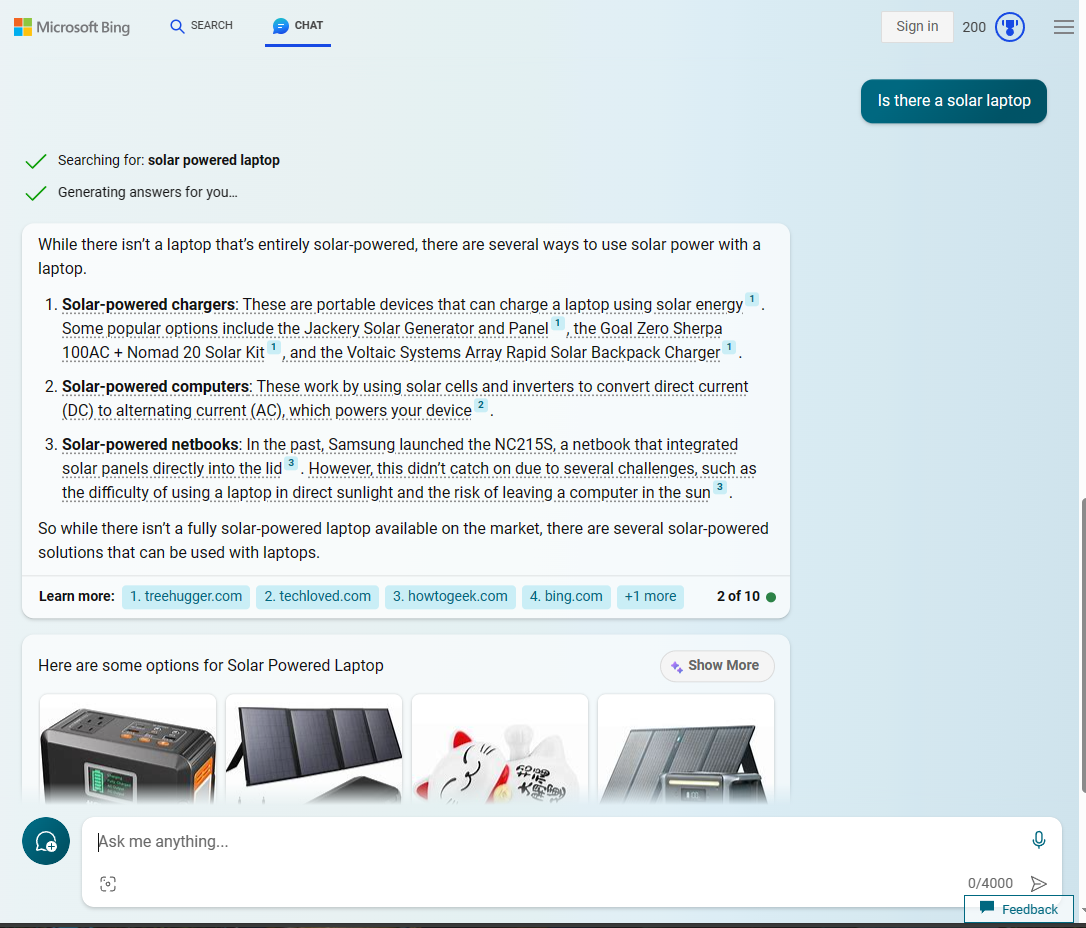 Microsoft Bing
SEARCH
CHAT
Sign in
200
Is there a solar laptop
Searching for: solar powered laptop
Generating answers for you…
While there isn’t a laptop that’s entirely solar-powered, there are several ways to use solar power with a
laptop.
1. Solar-powered chargers: These are portable devices that can charge a laptop using solar energy 1 .
Some popular options include the Jackery Solar Generator and Panel 1 , the Goal Zero Sherpa
100AC + Nomad 20 Solar Kit 1 , and the Voltaic Systems Array Rapid Solar Backpack Charger 1 .
2. Solar-powered computers: These work by using solar cells and inverters to convert direct current
(DC) to alternating current (AC), which powers your device 2 .
3. Solar-powered netbooks: In the past, Samsung launched the NC215S, a netbook that integrated
solar panels directly into the lid 3 . However, this didn’t catch on due to several challenges, such as
the difficulty of using a laptop in direct sunlight and the risk of leaving a computer in the sun 3 .
So while there isn’t a fully solar-powered laptop available on the market, there are several solar-powered
solutions that can be used with laptops.
Learn more: 1. treehugger.com 2. techloved.com 3. howtogeek.com 4. bing.com +1 more 2 of 10
Here are some options for Solar Powered Laptop
Show More
Ask me anything...
0/4000
Feedback